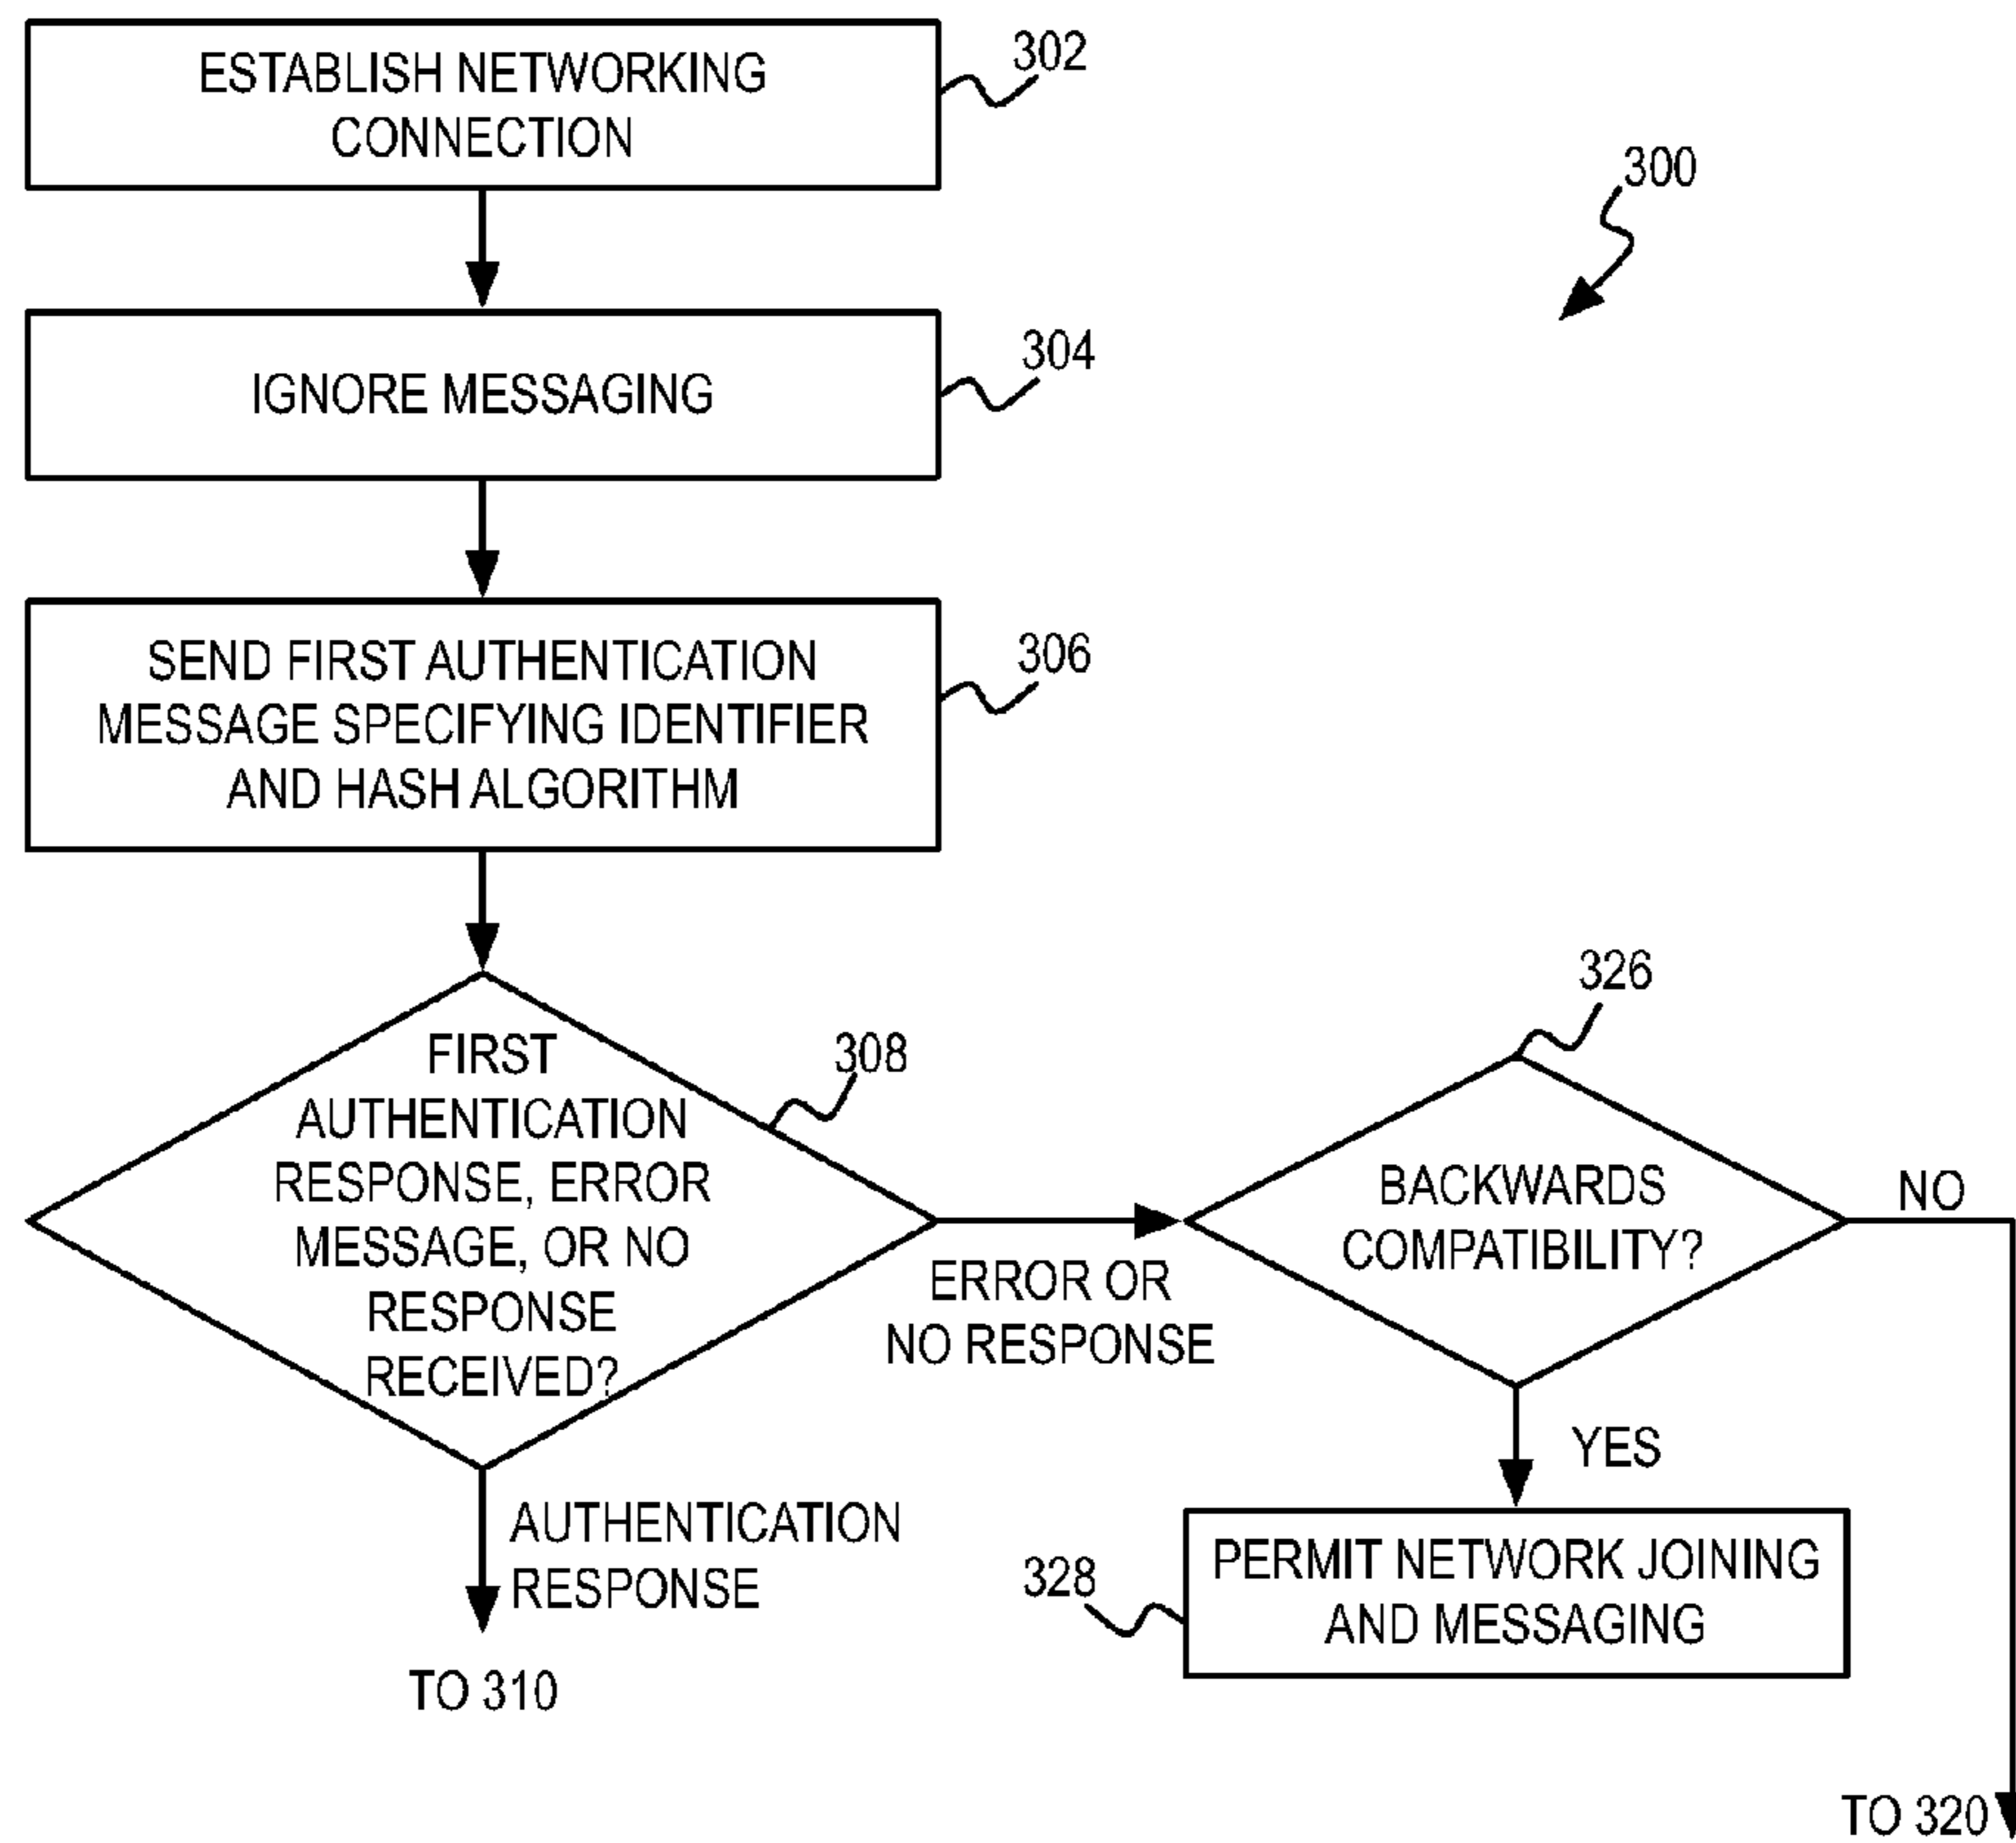 ESTABLISH NETWORKING
CONNECTION
302
300
IGNORE MESSAGING
304
SEND FIRST AUTHENTICATION
MESSAGE SPECIFYING IDENTIFIER
AND HASH ALGORITHM
306
FIRST
AUTHENTICATION
RESPONSE, ERROR
MESSAGE, OR NO
RESPONSE
RECEIVED?
308
ERROR OR
NO RESPONSE
326
BACKWARDS
COMPATIBILITY?
NO
YES
AUTHENTICATION
RESPONSE
TO 310
328
PERMIT NETWORK JOINING
AND MESSAGING
TO 320